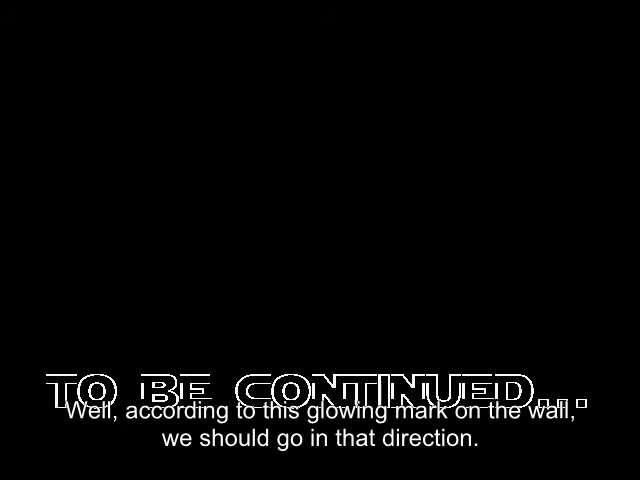 TO BE CONTINUED...
Well, according to this glowing mark on the wall,
we should go in that direction.